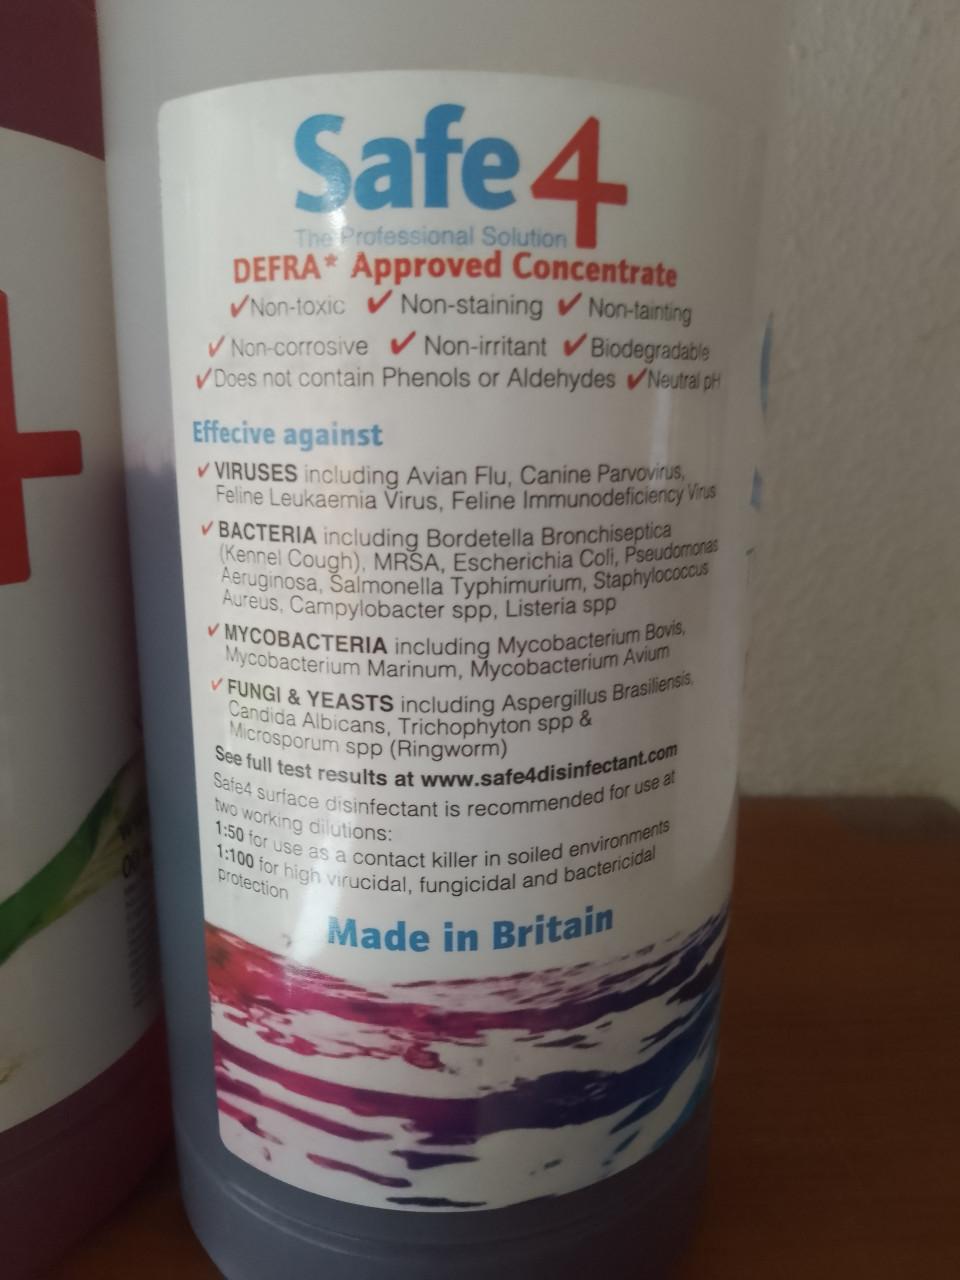 Safe4
The Professional Solution
DEFRA* Approved Concentrate
✓Non-toxic ✓ Non-staining ✓ Non-tainting
✓ Non-corrosive ✓ Non-irritant ✓ Biodegradable
✓Does not contain Phenols or Aldehydes ✓Neutral pH
Effecive against
✓ VIRUSES including Avian Flu, Canine Parvovirus,
Feline Leukaemia Virus, Feline Immunodeficiency Virus
✓ BACTERIA including Bordetella Bronchiseptica
(Kennel Cough), MRSA, Escherichia Coli, Pseudomonas
Aeruginosa, Salmonella Typhimurium, Staphylococcus
Aureus, Campylobacter spp, Listeria spp
✓ MYCOBACTERIA including Mycobacterium Bovis,
Mycobacterium Marinum, Mycobacterium Avium
✓ FUNGI & YEASTS including Aspergillus Brasiliensis,
Candida Albicans, Trichophyton spp &
Microsporum spp (Ringworm)
See full test results at www.safe4disinfectant.com
Safe4 surface disinfectant is recommended for use at
two working dilutions:
1:50 for use as a contact killer in soiled environments
1:100 for high virucidal, fungicidal and bactericidal
protection
Made in Britain